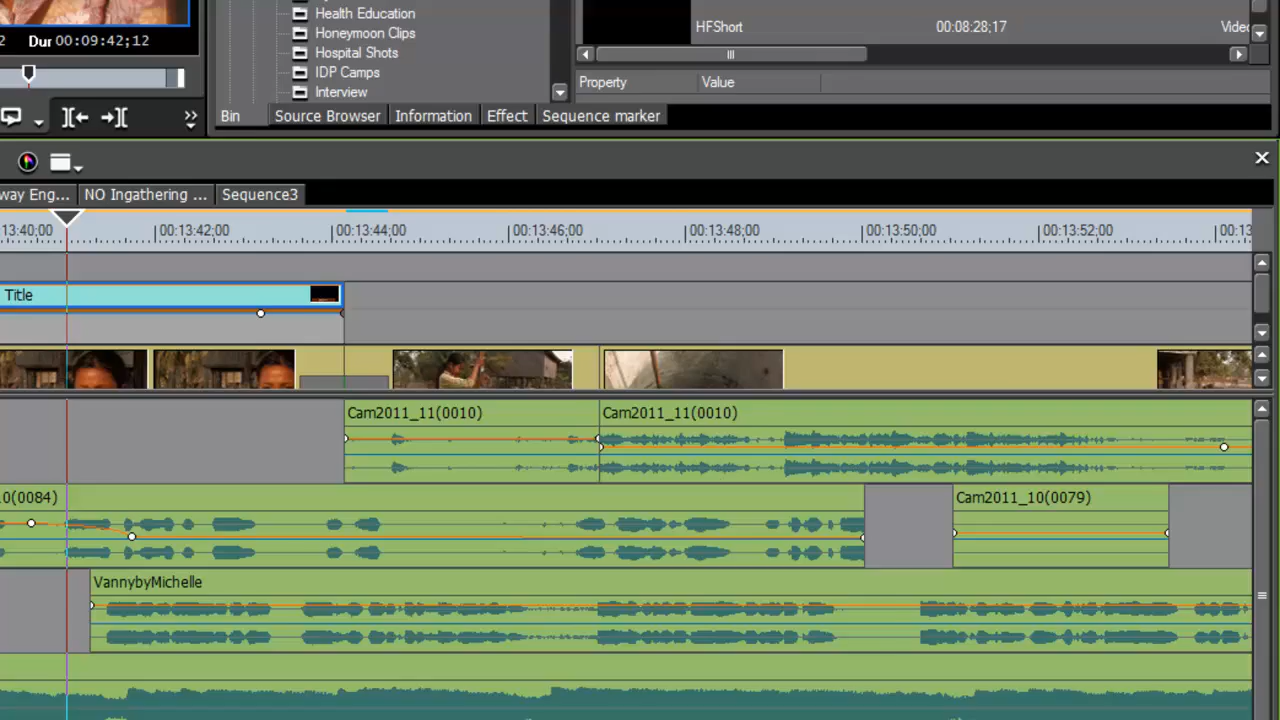 2 Dur 00:09:42;12
Health Education
Honeymoon Clips
Hospital Shots
IDP Camps
Interview
HFShort 00:08:28;17 Video
Property Value
Bin Source Browser Information Effect Sequence marker
way Eng... NO Ingathering ... Sequence3
13:40;00 00:13:42;00 00:13:44;00 00:13:46;00 00:13:48;00 00:13:50;00 00:13:52;00 00:13
Title
Cam2011_11(0010) Cam2011_11(0010)
0(0084) Cam2011_10(0079)
VannybyMichelle